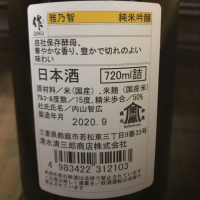 作
ZAKU
雅乃智
純米吟醸
自社保存酵母、
華やかな香り、豊かで切れのよい
味わい
日本酒 720ml詰
原材料/米(国産)、米麹(国産米)
アルコール度数/15度、精米歩合/50%
杜氏氏名/内山智広
製造年月
2020.9
三重県鈴鹿市若松東三丁目9番33号
清水清三郎商店株式会社
4 983422 312103